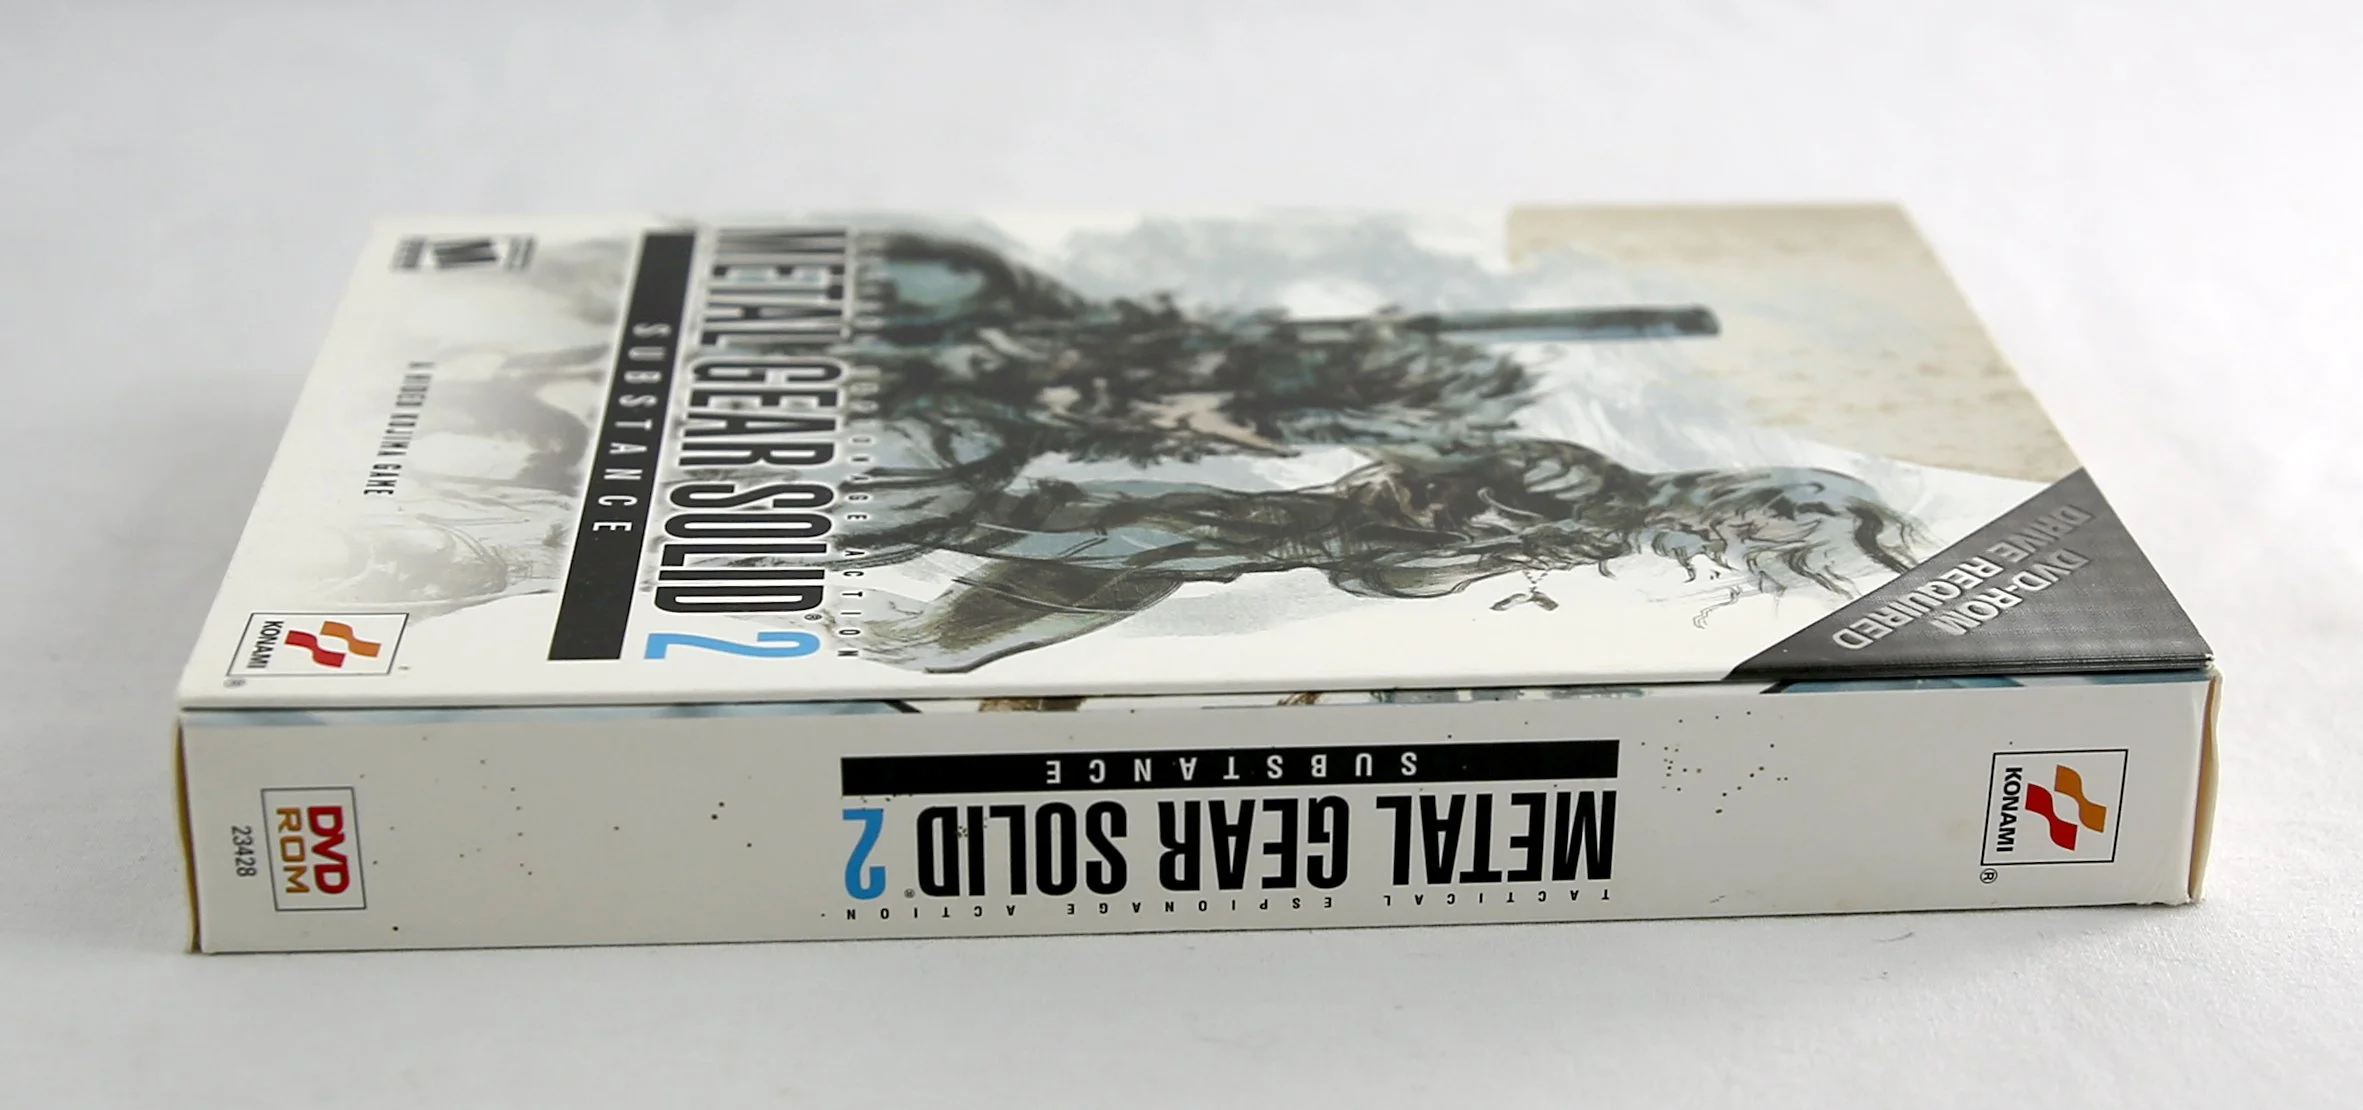 TACTICAL ESPIONAGE ACTION
METAL GEAR SOLID® 2
SUBSTANCE
A HIDEO KOJIMA GAME
M
KONAMI
®
DVD-ROM
DRIVE REQUIRED
KONAMI
®
TACTICAL ESPIONAGE ACTION
METAL GEAR SOLID® 2
SUBSTANCE
DVD
ROM
23428